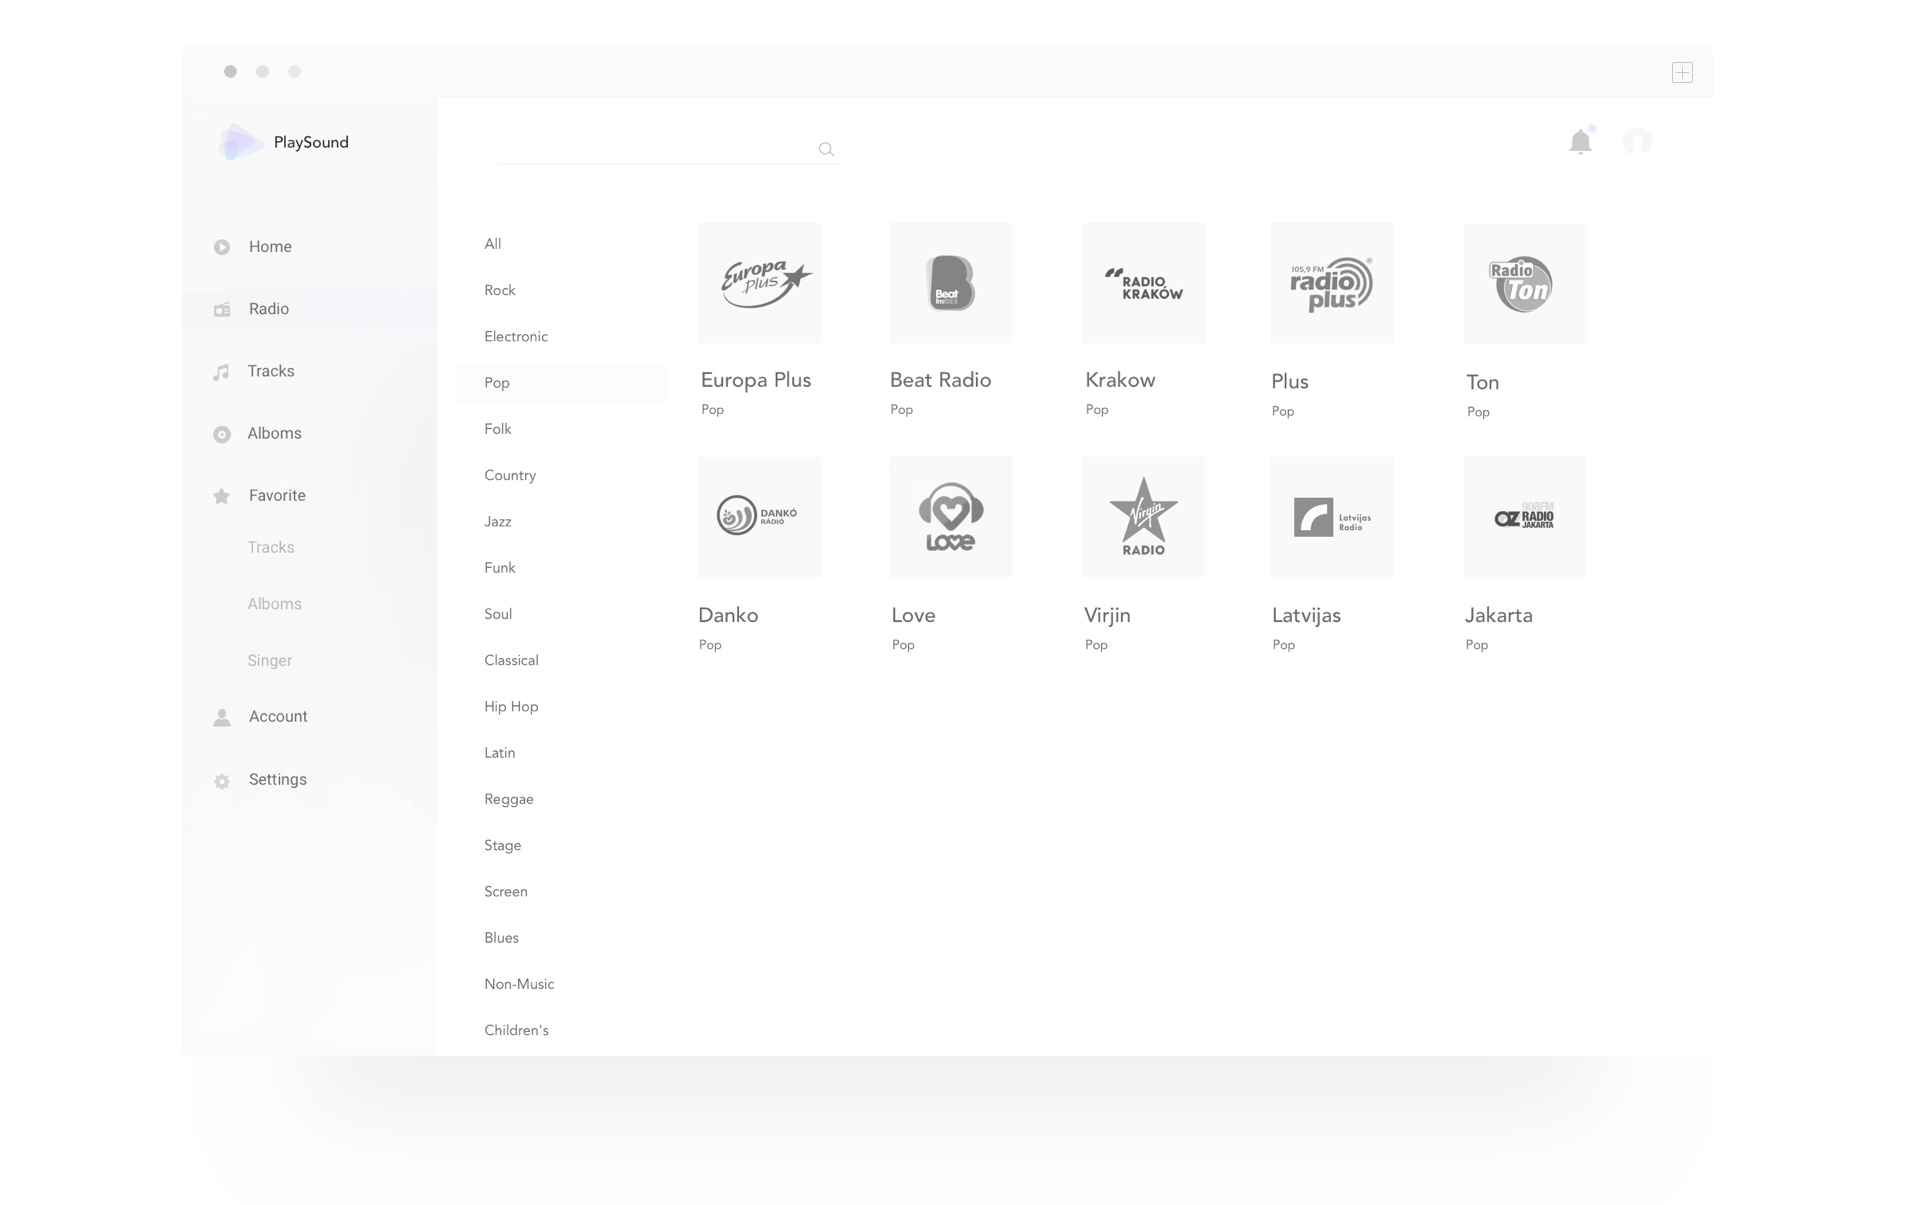 PlaySound
Home
Radio
Tracks
Alboms
Favorite
Tracks
Alboms
Singer
Account
Settings
All
Rock
Electronic
Pop
Folk
Country
Jazz
Funk
Soul
Classical
Hip Hop
Latin
Reggae
Stage
Screen
Blues
Non-Music
Children's
Europa
Plus
Europa Plus
Pop
Beat
fm102.5
Beat Radio
Pop
RADIO
KRAKÓW
Krakow
Pop
105,9 FM
radio
plus
Plus
Pop
Radio
Ton
Ton
Pop
DANKÓ
RÁDIÓ
Danko
Pop
LOVE
Love
Pop
Virgin
RADIO
Virjin
Pop
Latvijas
Radio
Latvijas
Pop
908FM
OZ RADIO
JAKARTA
Jakarta
Pop